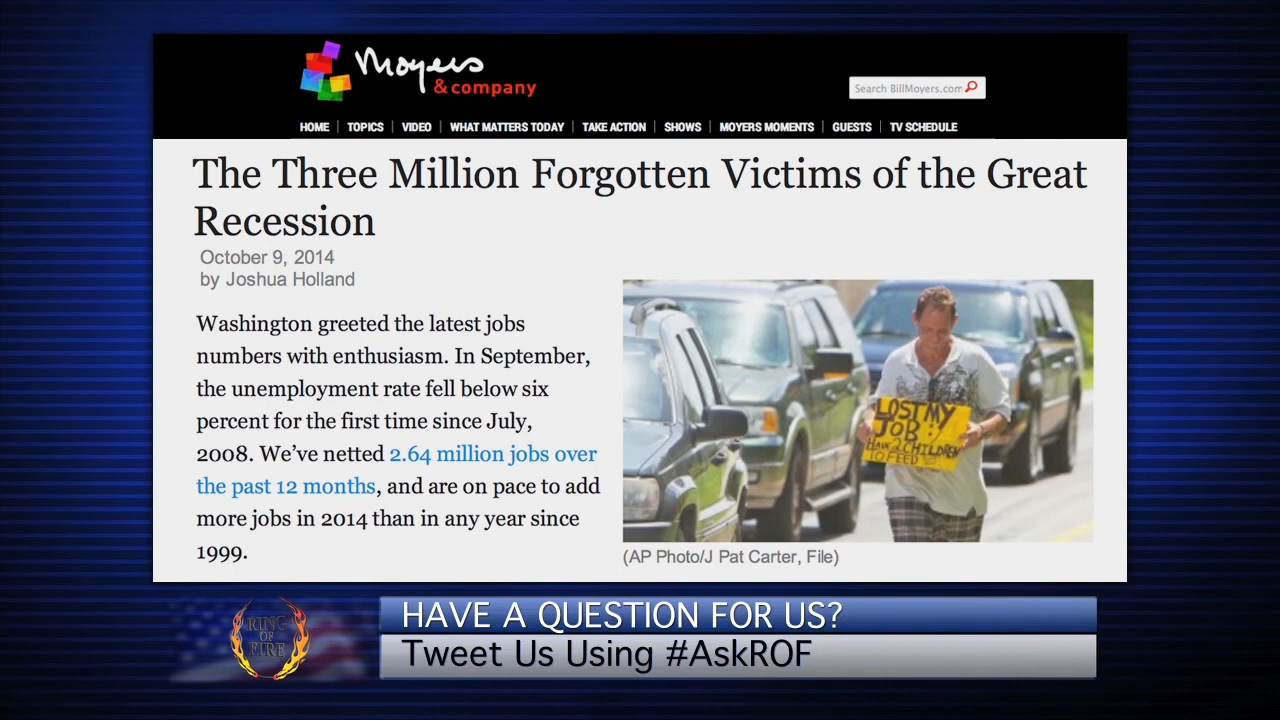 Moyers
& company
Search BillMoyers.com
HOME | TOPICS | VIDEO | WHAT MATTERS TODAY | TAKE ACTION | SHOWS | MOYERS MOMENTS | GUESTS | TV SCHEDULE
The Three Million Forgotten Victims of the Great
Recession
October 9, 2014
by Joshua Holland
Washington greeted the latest jobs
numbers with enthusiasm. In September,
the unemployment rate fell below six
percent for the first time since July,
2008. We've netted 2.64 million jobs over
the past 12 months, and are on pace to add
more jobs in 2014 than in any year since
1999.
LOST MY
JOB
HAVE 2 CHILDREN
TO FEED
(AP Photo/J Pat Carter, File)
RING
OF
FIRE
HAVE A QUESTION FOR US?
Tweet Us Using #AskROF